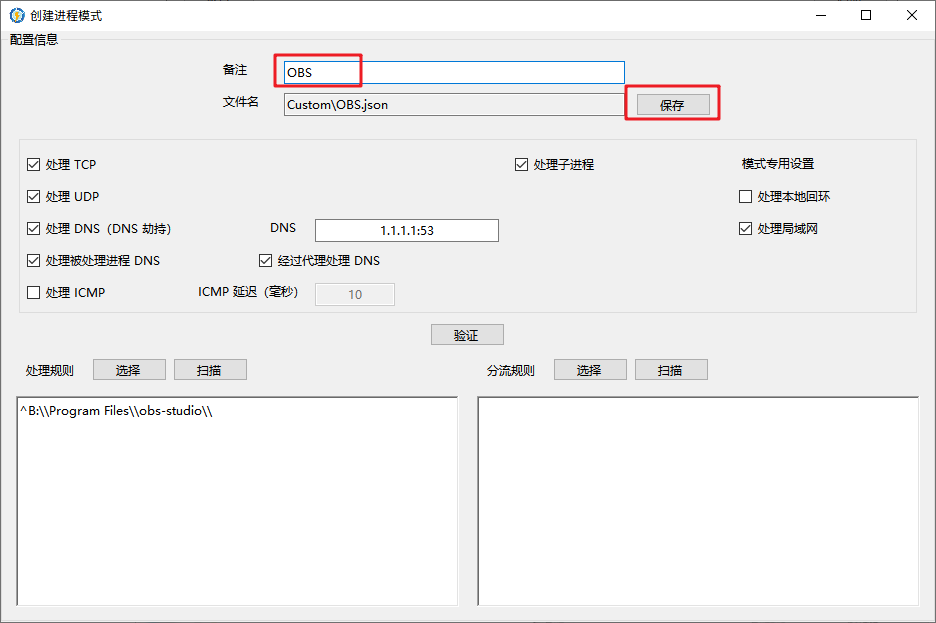 创建进程模式
配置信息
备注 OBS
文件名 Custom\OBS.json 保存
处理 TCP 处理子进程 模式专用设置
处理 UDP 处理本地回环
处理 DNS（DNS 劫持） DNS 1.1.1.1:53 处理局域网
处理被处理进程 DNS 经过代理处理 DNS
处理 ICMP ICMP 延迟（毫秒） 10
验证
处理规则 选择 扫描 分流规则 选择 扫描
^B:\\Program Files\\obs-studio\\